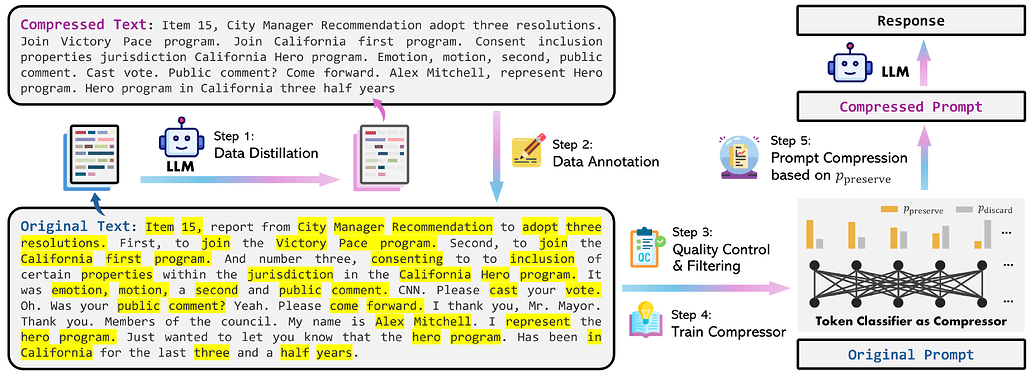 Compressed Text: Item 15, City Manager Recommendation adopt three resolutions.
Join Victory Pace program. Join California first program. Consent inclusion
properties jurisdiction California Hero program. Emotion, motion, second, public
comment. Cast vote. Public comment? Come forward. Alex Mitchell, represent Hero
program. Hero program in California three half years
LLM
Step 1:
Data Distillation
Step 2:
Data Annotation
Original Text: Item 15, report from City Manager Recommendation to adopt three
resolutions. First, to join the Victory Pace program. Second, to join the
California first program. And number three, consenting to to inclusion of
certain properties within the jurisdiction in the California Hero program. It
was emotion, motion, a second and public comment. CNN. Please cast your vote.
Oh. Was your public comment? Yeah. Please come forward. I thank you, Mr. Mayor.
Thank you. Members of the council. My name is Alex Mitchell. I represent the
hero program. Just wanted to let you know that the hero program. Has been in
California for the last three and a half years.
QC
Step 3:
Quality Control
& Filtering
Step 4:
Train Compressor
Response
LLM
Compressed Prompt
Step 5:
Prompt Compression
based on p preserve
p preserve
p discard
...
...
...
Token Classifier as Compressor
Original Prompt